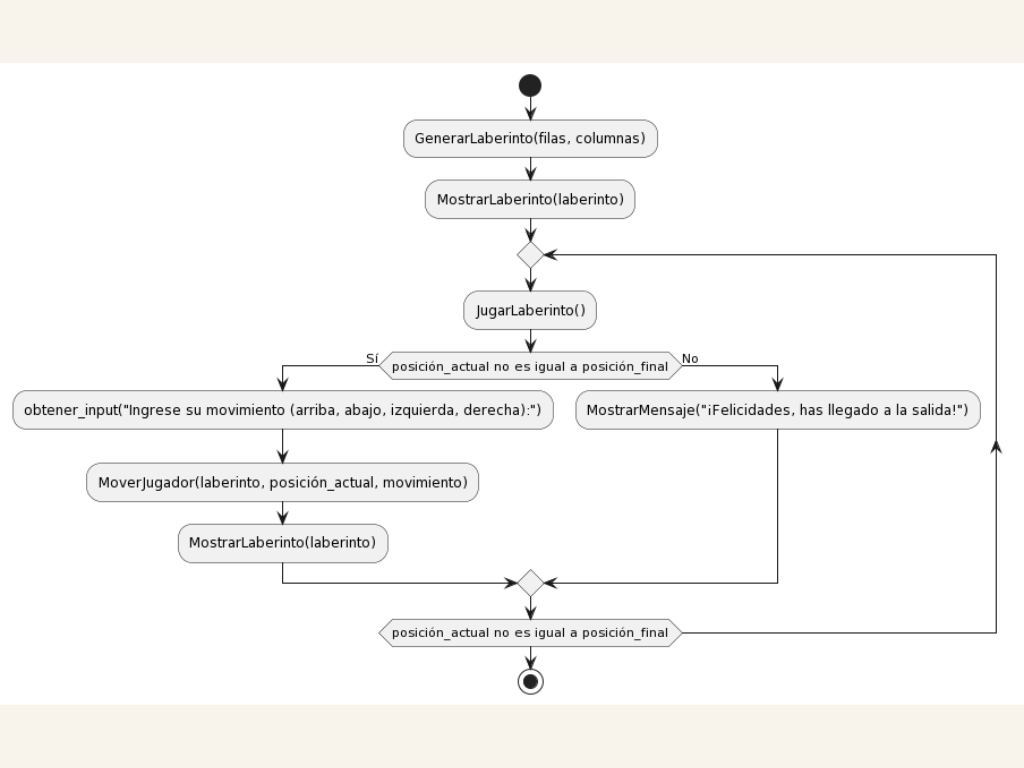 GenerarLaberinto(filas, columnas)
MostrarLaberinto(laberinto)
JugarLaberinto()
Sí
posición_actual no es igual a posición_final
No
obtener_input("Ingrese su movimiento (arriba, abajo, izquierda, derecha):")
MostrarMensaje("¡Felicidades, has llegado a la salida!")
MoverJugador(laberinto, posición_actual, movimiento)
MostrarLaberinto(laberinto)
posición_actual no es igual a posición_final